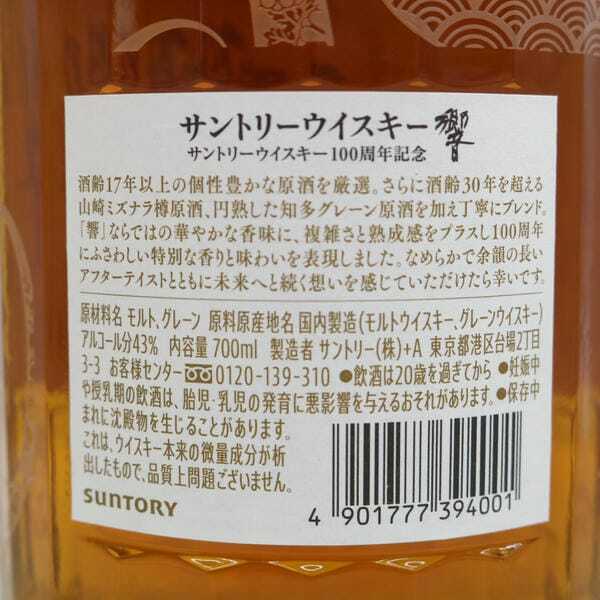 サントリーウイスキー 響
サントリーウイスキー100周年記念
酒齢17年以上の個性豊かな原酒を厳選。さらに酒齢30年を超える
山崎ミズナラ樽原酒、円熟した知多グレーン原酒を加え丁寧にブレンド。
「響」ならではの華やかな香味に、複雑さと熟成感をプラスし100周年
にふさわしい特別な香りと味わいを表現しました。なめらかで余韻の長い
アフターテイストとともに未来へと続く想いを感じていただけたら幸いです。
原材料名 モルト、グレーン 原料原産地名 国内製造(モルトウイスキー、グレーンウイスキー)
アルコール分43% 内容量 700ml 製造者 サントリー(株)+A 東京都港区台場2丁目
3-3 お客様センター 0120-139-310 ●飲酒は20歳を過ぎてから ●妊娠中
や授乳期の飲酒は、胎児・乳児の発育に悪影響を与えるおそれがあります。●保存中
まれに沈殿物を生じることがあります。
これは、ウイスキー本来の微量成分が析
出したもので、品質上問題ございません。
SUNTORY
4 901777 394001